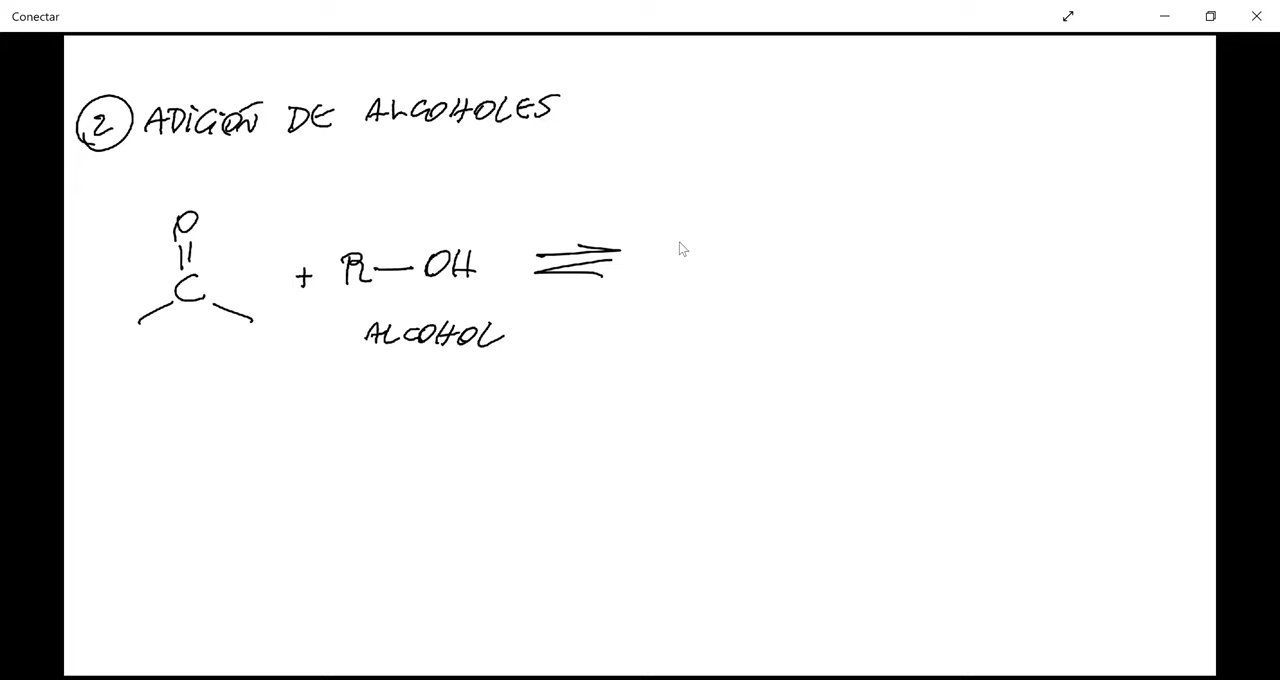 Conectar
2 ADICIÓN DE ALCOHOLES
O
||
C + R—OH ⇌
ALCOHOL